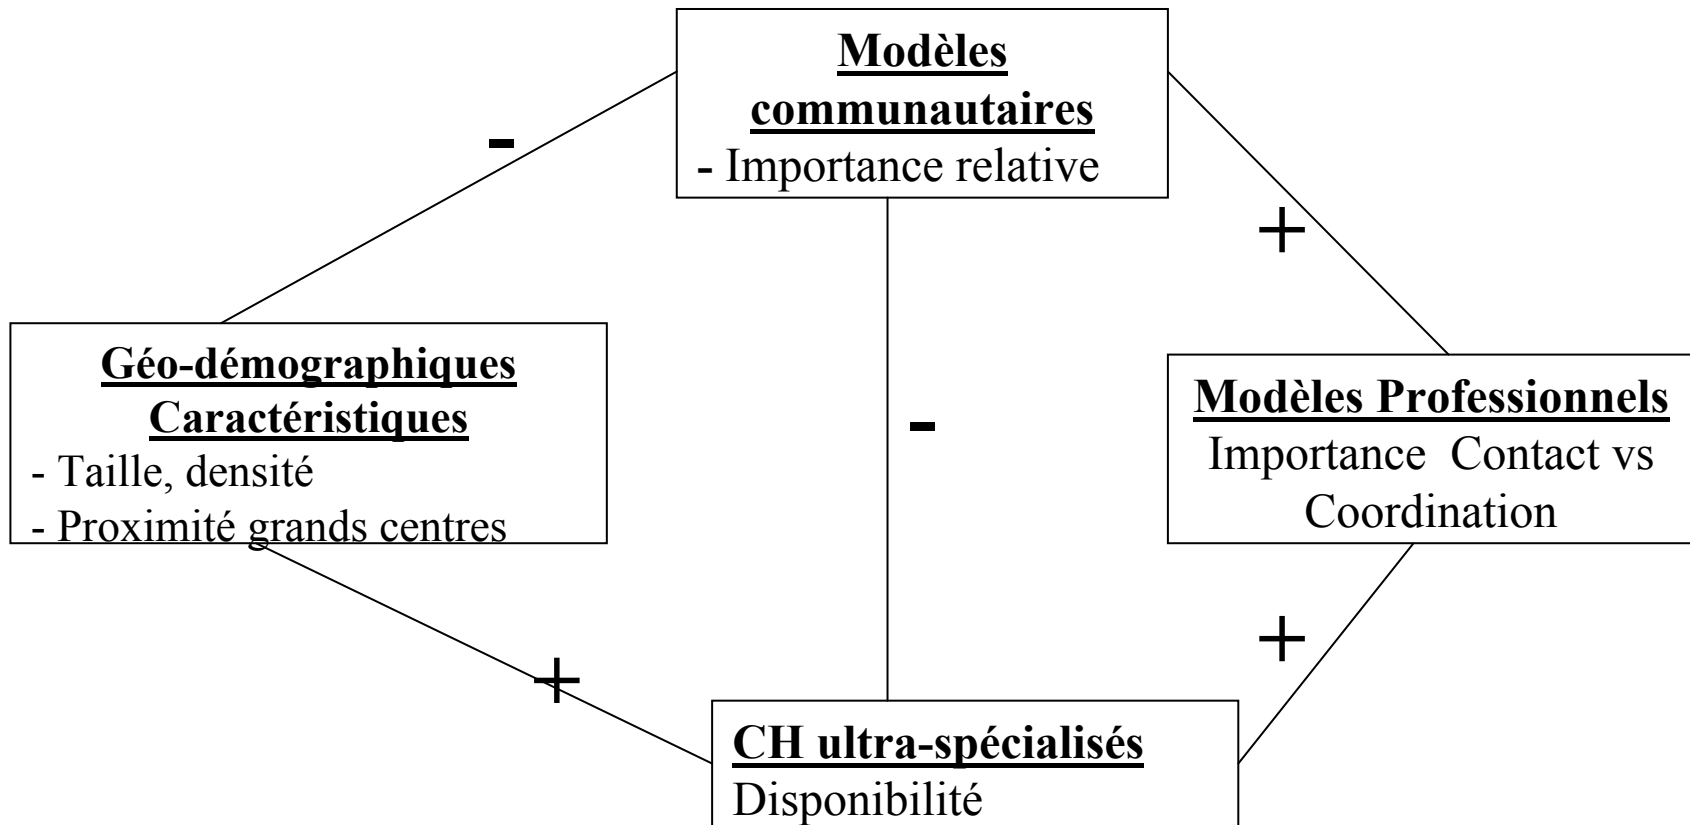 Modèles
communautaires
- Importance relative
-
+
Géo-démographiques
Caractéristiques
- Taille, densité
- Proximité grands centres
-
Modèles Professionnels
Importance Contact vs
Coordination
+
+
CH ultra-spécialisés
Disponibilité